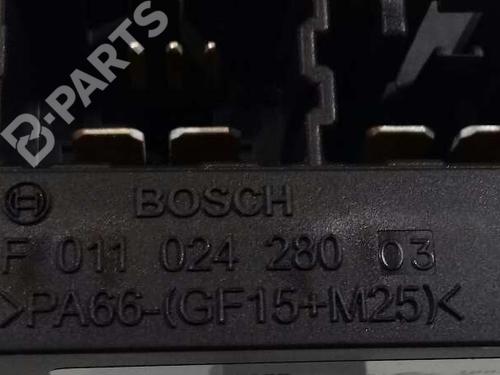 B-PARTS
BOSCH
F 011 024 280 03
>PA66-(GF15+M25)<